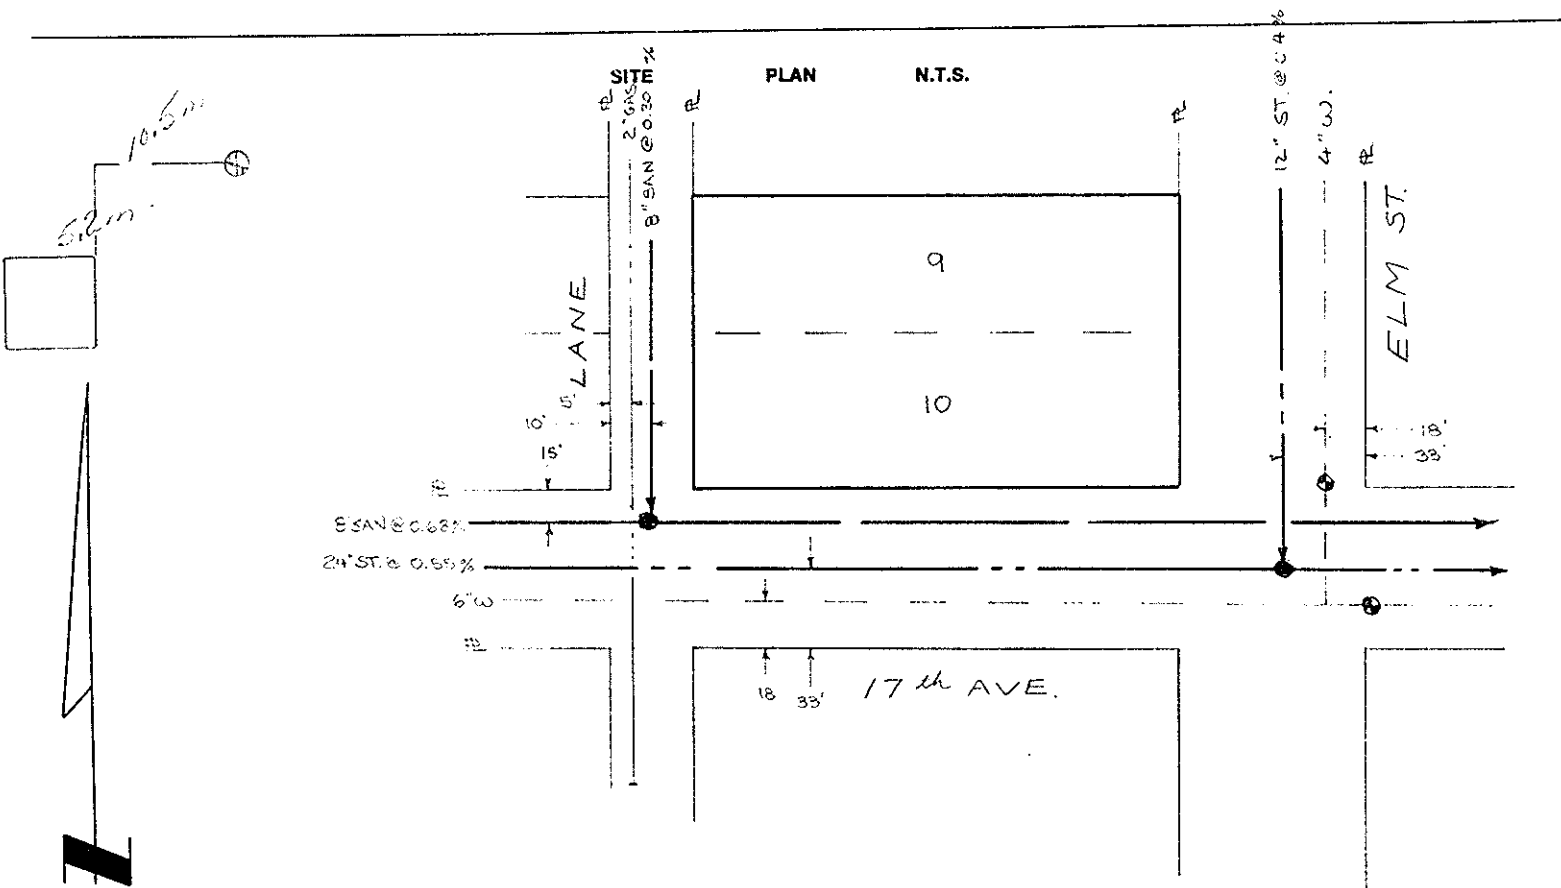 SITE PLAN N.T.S.
10.6m
5.2m
2" GAS
8" SAN @ 0.30 %
12" ST. @ 0.4 %
4" W.
ELM ST.
LANE
9
10
5'
10'
15'
18'
33'
8" SAN @ 0.63%
24" ST. @ 0.55%
6" W
18
33'
17th AVE.